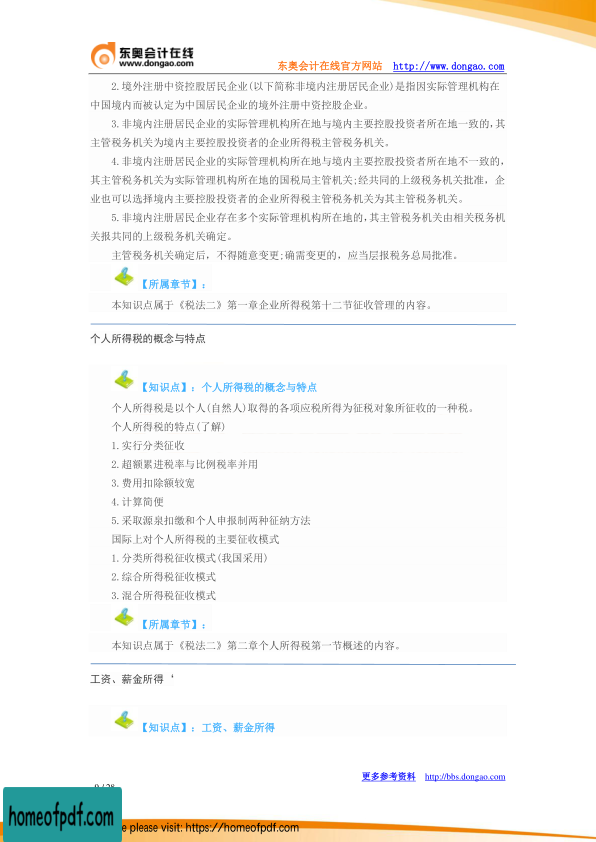 东奥会计在线
www.dongao.com
东奥会计在线官方网站 http://www.dongao.com
2.境外注册中资控股居民企业(以下简称非境内注册居民企业)是指因实际管理机构在
中国境内而被认定为中国居民企业的境外注册中资控股企业。
3.非境内注册居民企业的实际管理机构所在地与境内主要控股投资者所在地一致的,其
主管税务机关为境内主要控股投资者的企业所得税主管税务机关。
4.非境内注册居民企业的实际管理机构所在地与境内主要控股投资者所在地不一致的,
其主管税务机关为实际管理机构所在地的国税局主管机关;经共同的上级税务机关批准，企
业也可以选择境内主要控股投资者的企业所得税主管税务机关为其主管税务机关。
5.非境内注册居民企业存在多个实际管理机构所在地的,其主管税务机关由相关税务机
关报共同的上级税务机关确定。
主管税务机关确定后，不得随意变更;确需变更的，应当层报税务总局批准。
【所属章节】：
本知识点属于《税法二》第一章企业所得税第十二节征收管理的内容。
个人所得税的概念与特点
【知识点】：个人所得税的概念与特点
个人所得税是以个人(自然人)取得的各项应税所得为征税对象所征收的一种税。
个人所得税的特点(了解)
1.实行分类征收
2.超额累进税率与比例税率并用
3.费用扣除额较宽
4.计算简便
5.采取源泉扣缴和个人申报制两种征纳方法
国际上对个人所得税的主要征收模式
1.分类所得税征收模式(我国采用)
2.综合所得税征收模式
3.混合所得税征收模式
【所属章节】：
本知识点属于《税法二》第二章个人所得税第一节概述的内容。
工资、薪金所得‘
【知识点】：工资、薪金所得
更多参考资料 http://bbs.dongao.com
homeofpdf.com
e please visit: https://homeofpdf.com